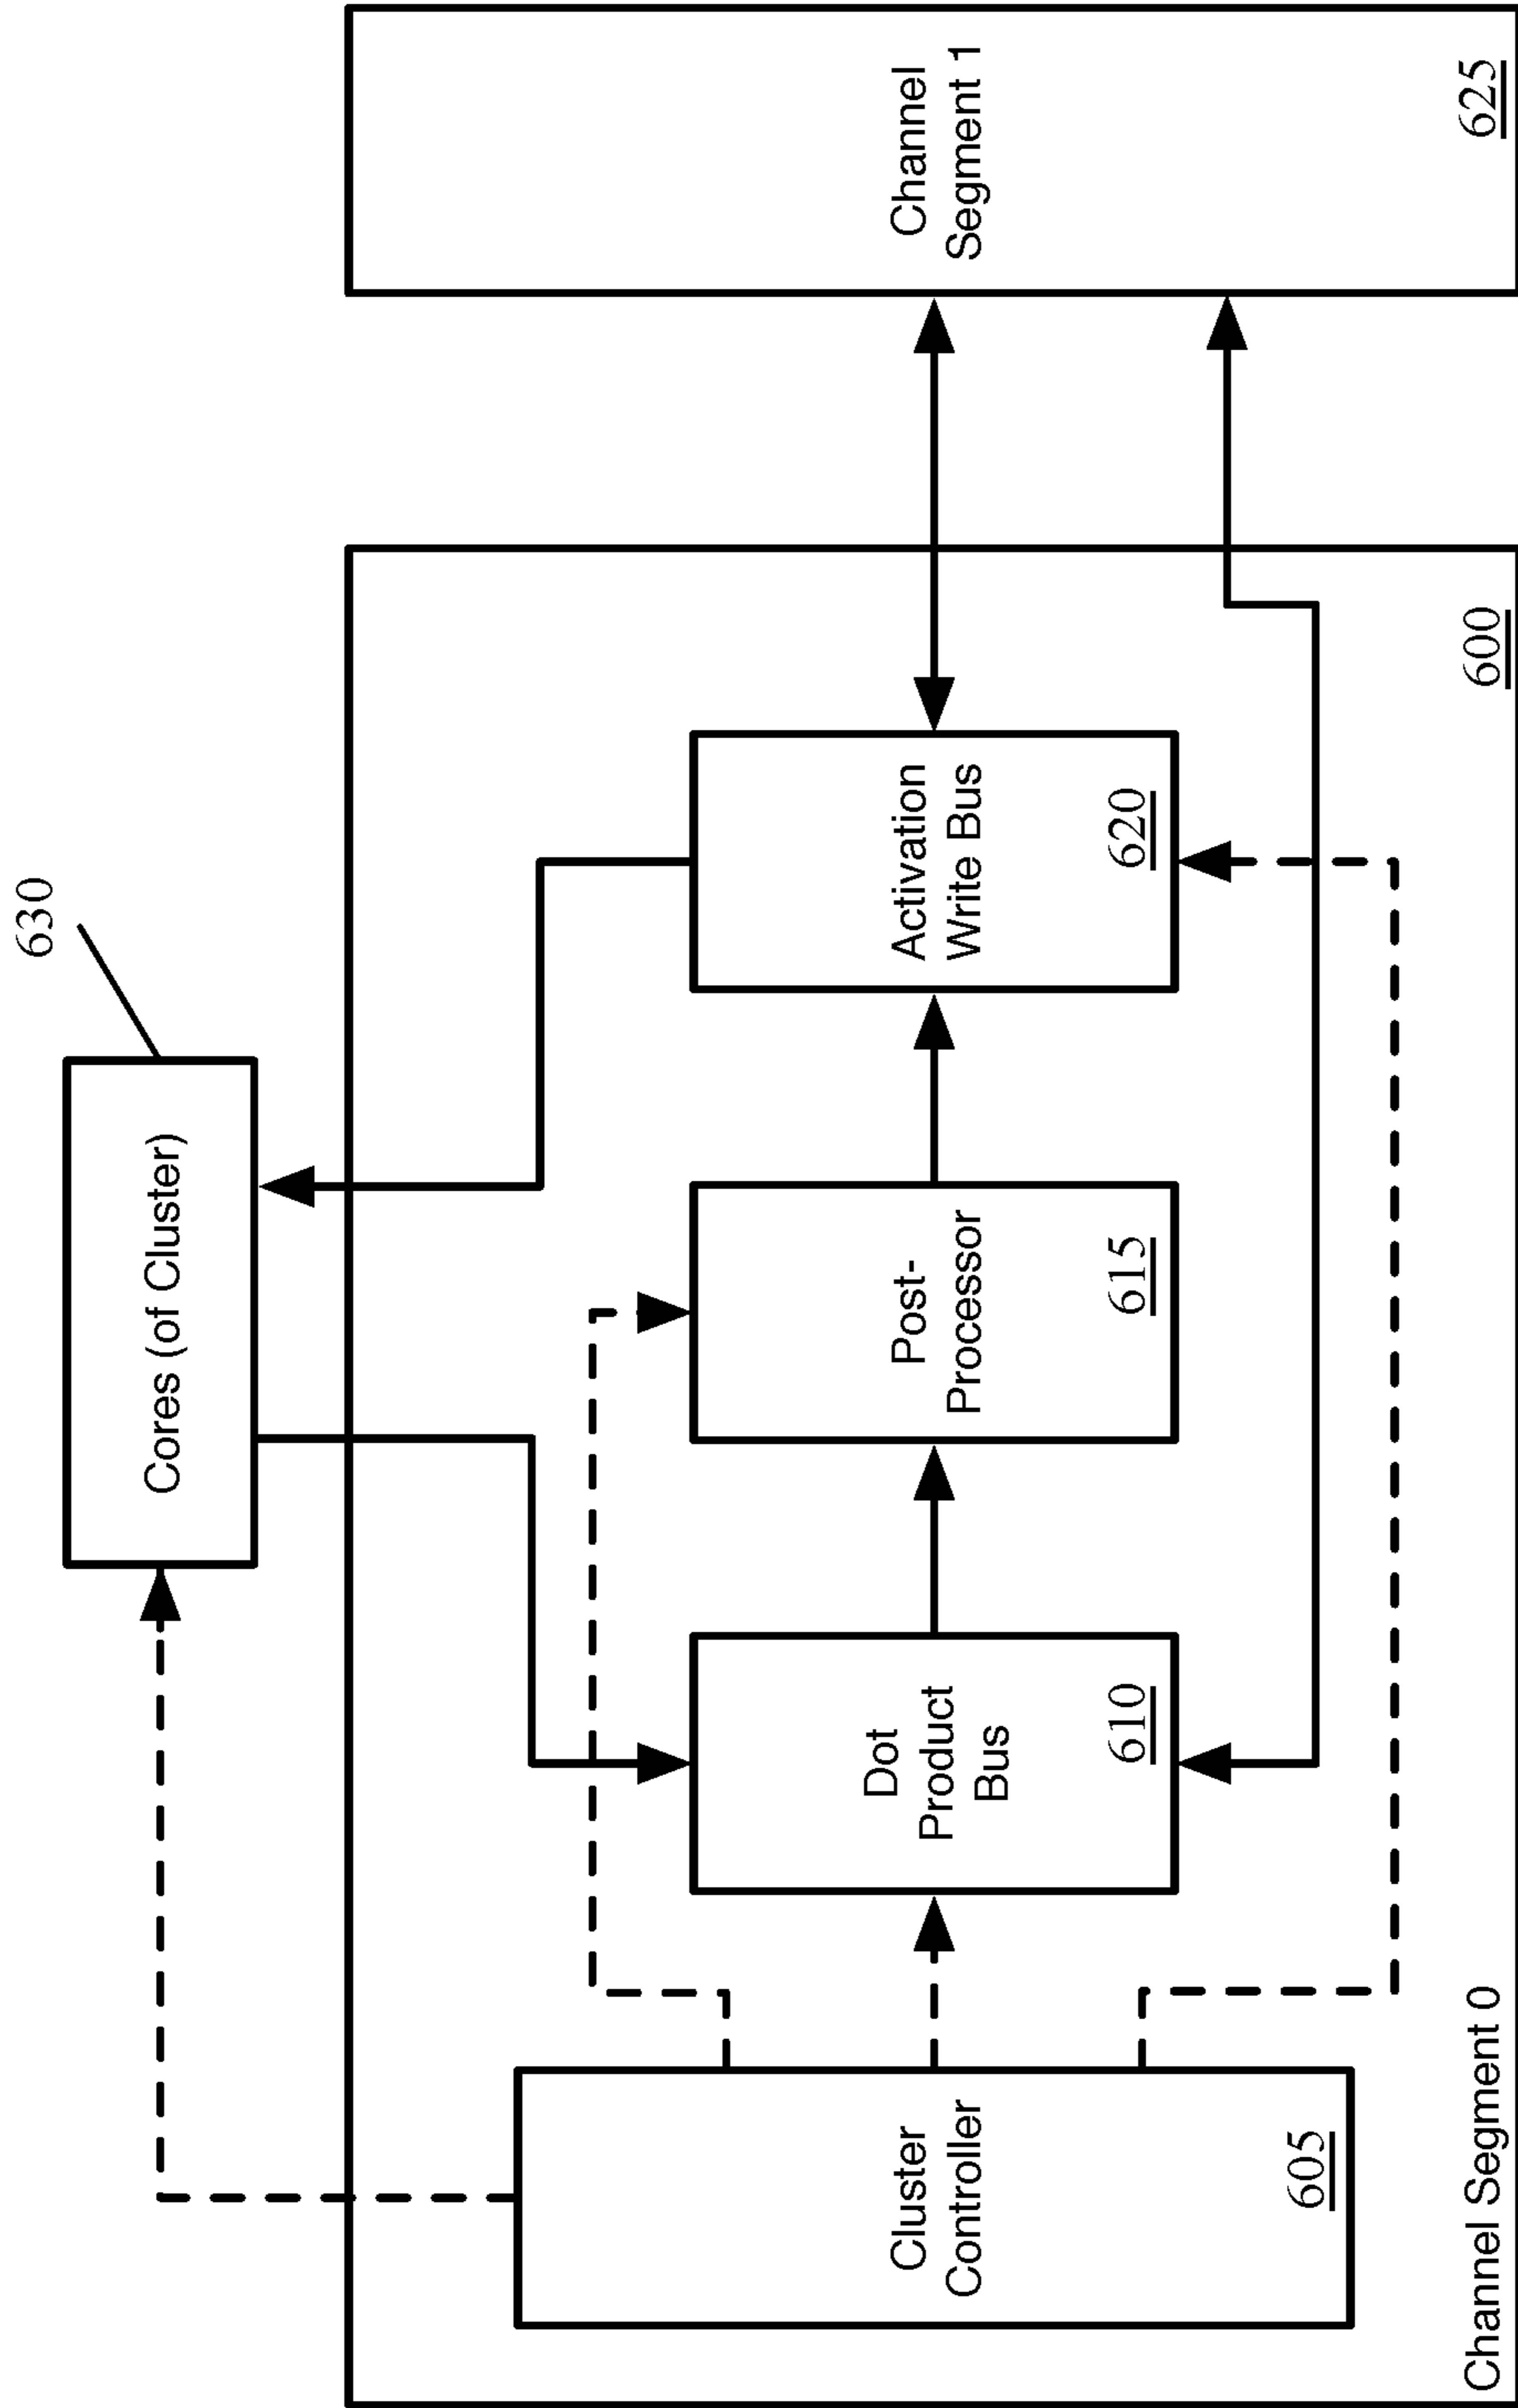 630
Cores (of Cluster)
Cluster
Controller
605
Dot
Product
Bus
610
Post-
Processor
615
Activation
Write Bus
620
Channel
Segment 1
625
Channel Segment 0
600